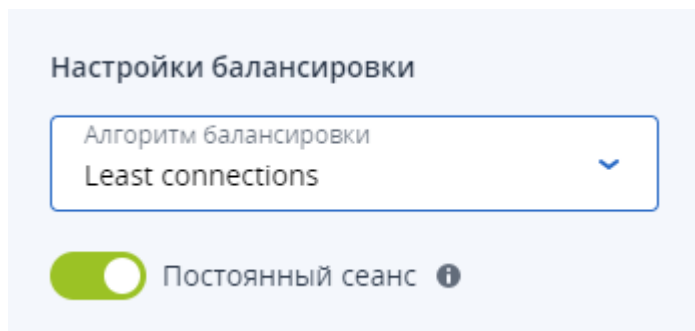 Настройки балансировки
Алгоритм балансировки
Least connections
Постоянный сеанс